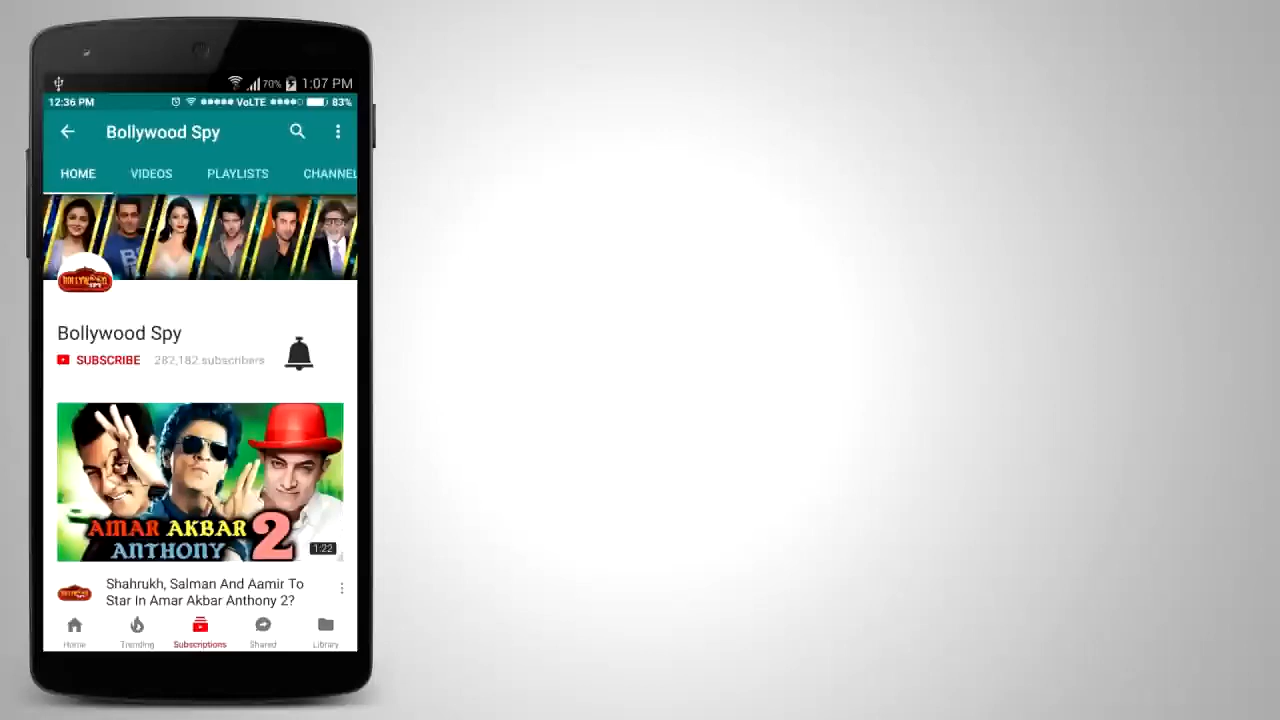 70% 1:07 PM
12:36 PM VoLTE 83%
Bollywood Spy
HOME VIDEOS PLAYLISTS CHANNEL
BOLLYWOOD
SPY
Bollywood Spy
SUBSCRIBE 282,182 subscribers
AMAR AKBAR
ANTHONY 2
1:22
Shahrukh, Salman And Aamir To
Star In Amar Akbar Anthony 2?
Home Trending Subscriptions Shared Library